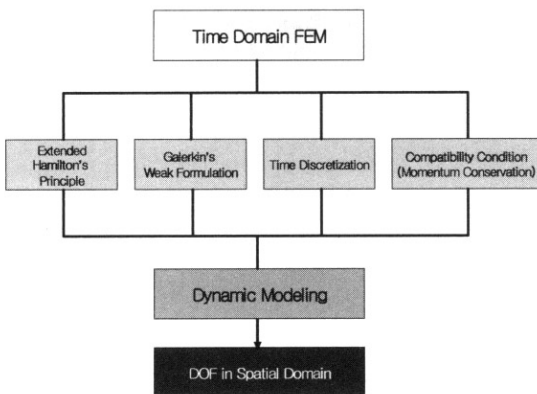 Time Domain FEM
Extended
Hamilton's
Principle
Galerkin's
Weak Formulation
Time Discretization
Compatibility Condition
(Momentum Conservation)
Dynamic Modeling
DOF in Spatial Domain